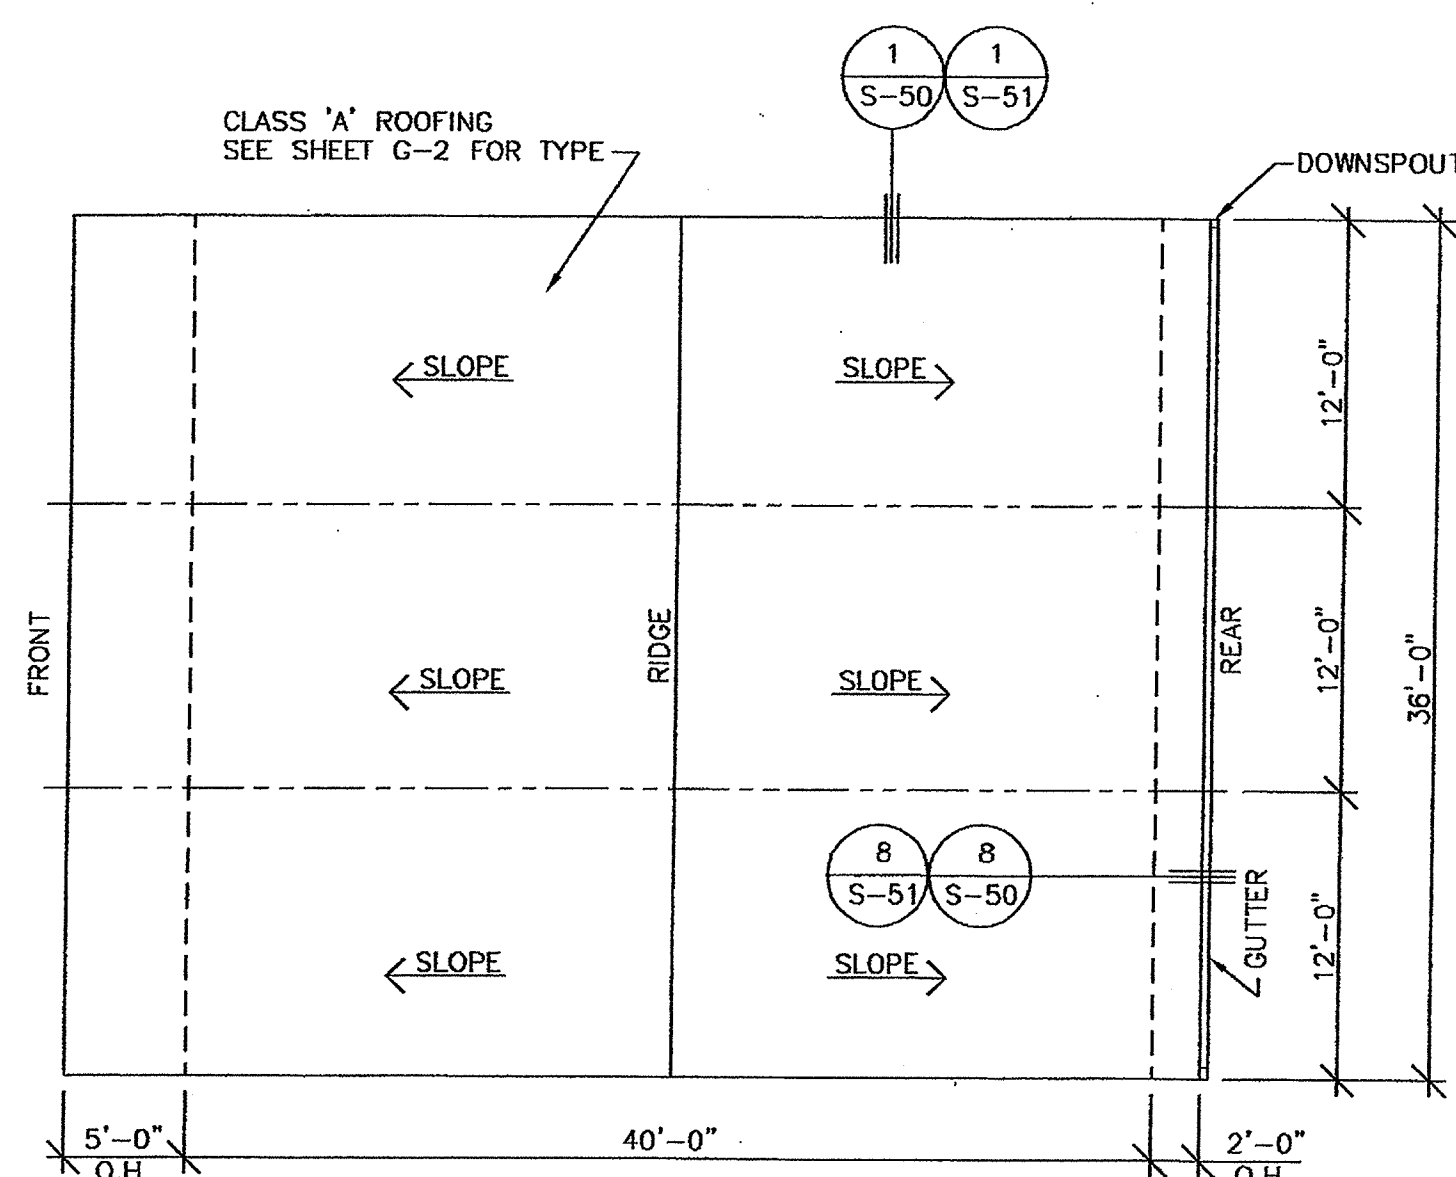 1
S-50
1
S-51
CLASS 'A' ROOFING
SEE SHEET G-2 FOR TYPE
DOWNSPOUT
SLOPE
SLOPE
12'-0"
FRONT
RIDGE
REAR
SLOPE
SLOPE
12'-0"
36'-0"
8
S-51
8
S-50
GUTTER
SLOPE
SLOPE
12'-0"
5'-0"
O.H.
40'-0"
2'-0"
O.H.